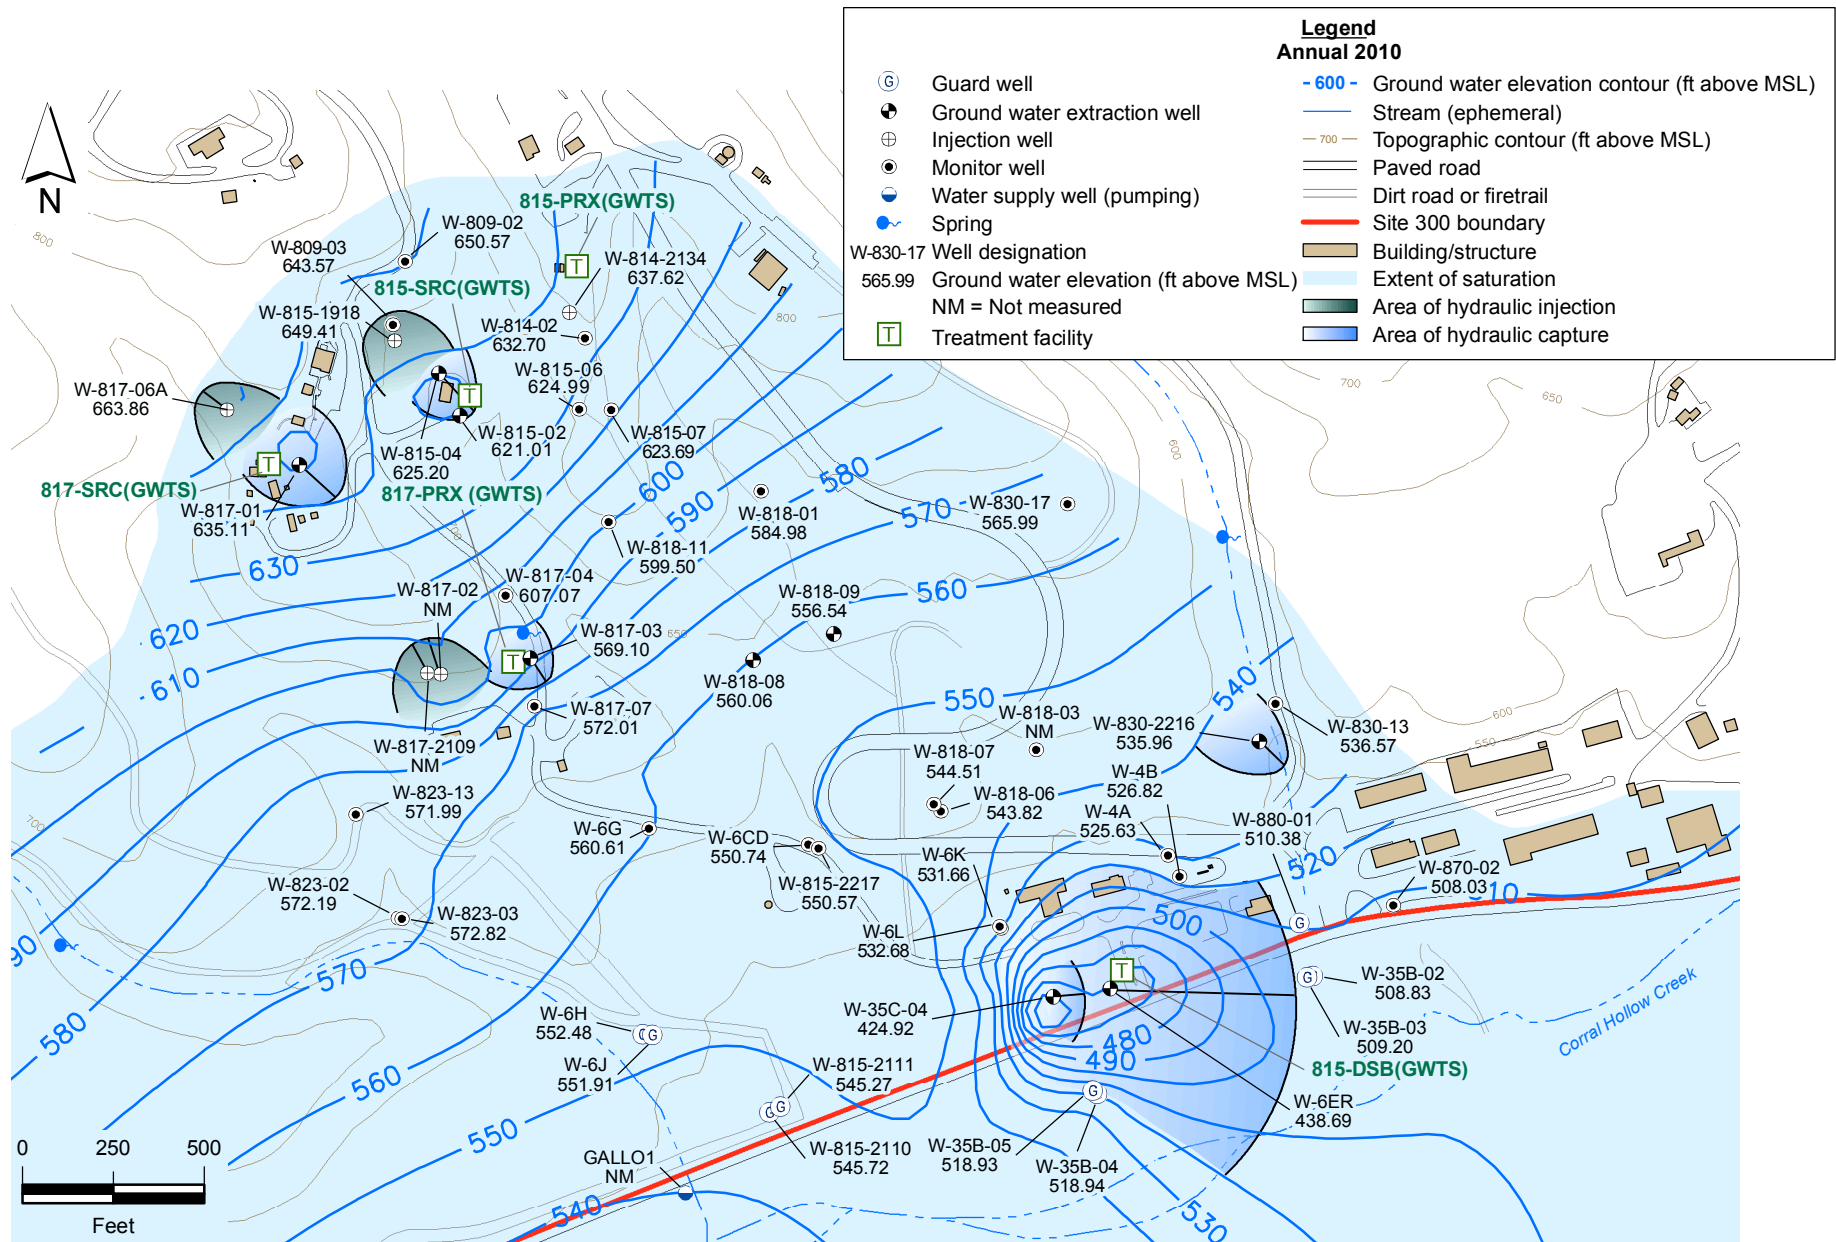 Legend
Annual 2010
Guard well
Ground water extraction well
Injection well
Monitor well
Water supply well (pumping)
Spring
W-830-17 Well designation
565.99 Ground water elevation (ft above MSL)
NM = Not measured
T Treatment facility
- 600 - Ground water elevation contour (ft above MSL)
Stream (ephemeral)
700 Topographic contour (ft above MSL)
Paved road
Dirt road or firetrail
Site 300 boundary
Building/structure
Extent of saturation
Area of hydraulic injection
Area of hydraulic capture
N
800
815-PRX(GWTS)
W-809-02
650.57
W-809-03
643.57
W-814-2134
637.62
815-SRC(GWTS)
W-815-1918
649.41
W-814-02
632.70
800
W-815-06
624.99
W-817-06A
663.86
700
650
W-815-02
621.01
W-815-07
623.69
W-815-04
625.20
600
817-SRC(GWTS)
817-PRX (GWTS)
W-817-01
635.11
600
590
580
570
W-818-01
584.98
W-830-17
565.99
700
W-818-11
599.50
630
W-817-04
607.07
W-817-02
NM
W-818-09
556.54
560
620
W-817-03
569.10
650
610
W-818-08
560.06
550
540
W-817-07
572.01
W-818-03
NM
W-830-2216
535.96
W-830-13
536.57
600
550
W-817-2109
NM
W-818-07
544.51
W-4B
526.82
W-823-13
571.99
W-818-06
543.82
W-4A
525.63
W-880-01
510.38
700
W-6G
560.61
W-6CD
550.74
W-6K
531.66
520
W-870-02
508.03
10
W-823-02
572.19
W-815-2217
550.57
W-823-03
572.82
W-6L
532.68
500
90
570
W-35B-02
508.83
W-35C-04
424.92
580
W-6H
552.48
480
490
W-35B-03
509.20
Corral Hollow Creek
W-6J
551.91
W-815-2111
545.27
815-DSB(GWTS)
560
W-6ER
438.69
550
W-815-2110
545.72
W-35B-05
518.93
W-35B-04
518.94
GALLO1
NM
540
530
0 250 500
Feet